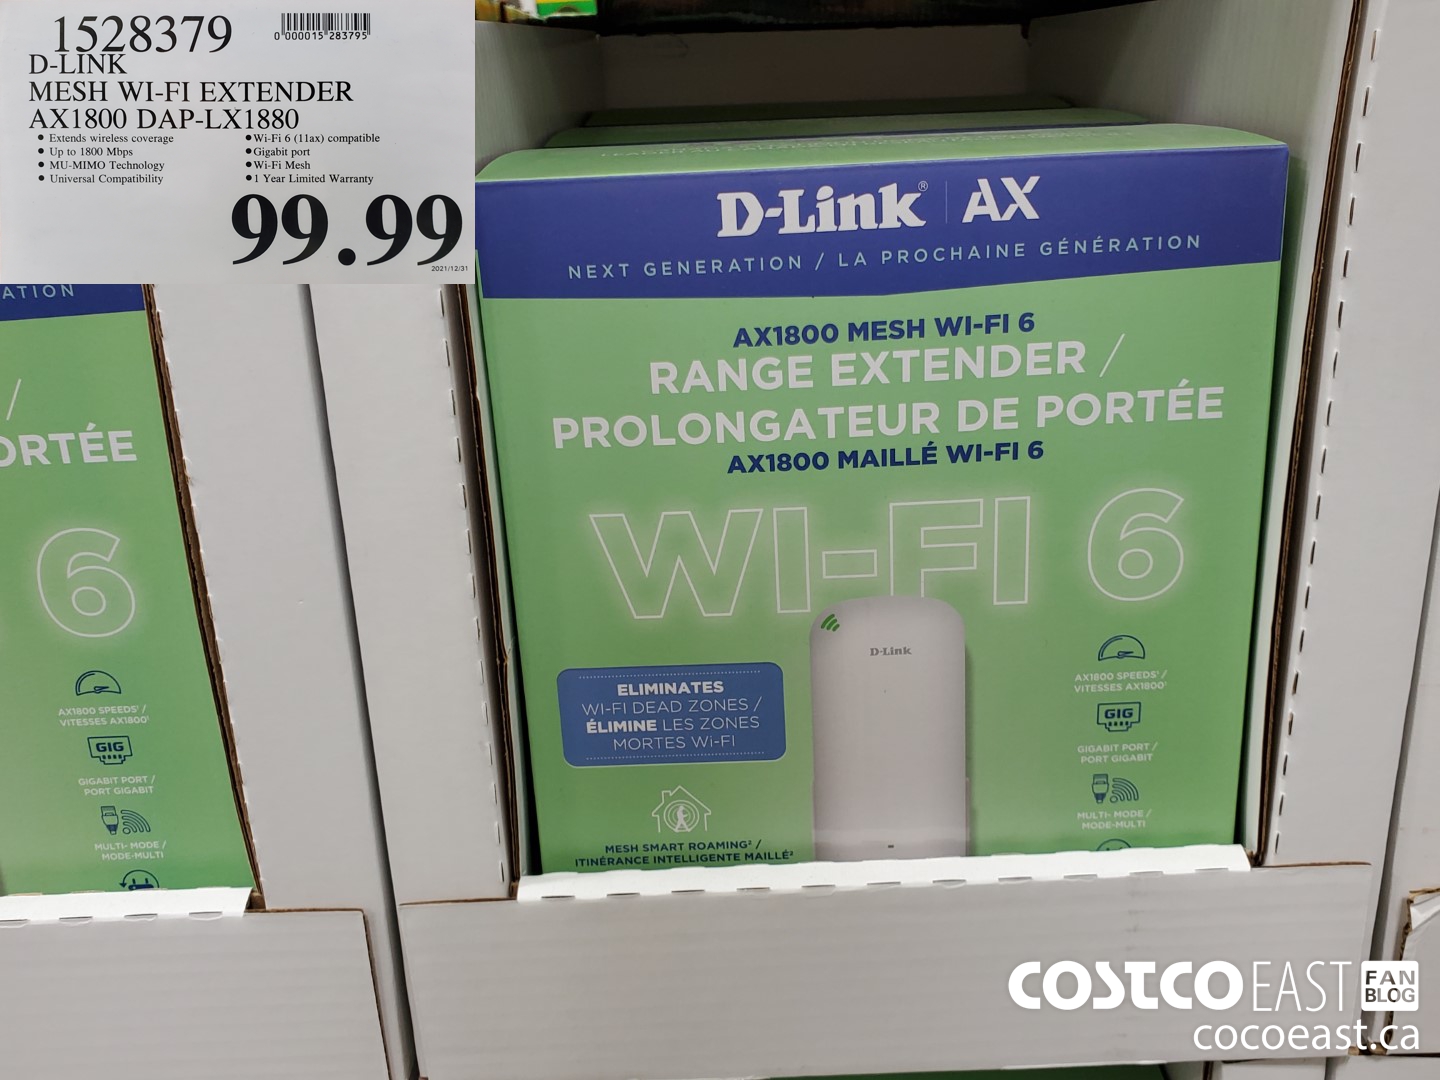 1528379
0 000015 283795
D-LINK
MESH WI-FI EXTENDER
AX1800 DAP-LX1880
• Extends wireless coverage
• Up to 1800 Mbps
• MU-MIMO Technology
• Universal Compatibility
• Wi-Fi 6 (11ax) compatible
• Gigabit port
• Wi-Fi Mesh
• 1 Year Limited Warranty
99.99
2021/12/31
D-Link® AX
NEXT GENERATION / LA PROCHAINE GÉNÉRATION
AX1800 MESH WI-FI 6
RANGE EXTENDER /
PROLONGATEUR DE PORTÉE
AX1800 MAILLÉ WI-FI 6
WI-FI 6
D-Link
ELIMINATES
WI-FI DEAD ZONES /
ÉLIMINE LES ZONES
MORTES Wi-FI
MESH SMART ROAMING² /
ITINÉRANCE INTELLIGENTE MAILLÉ²
AX1800 SPEEDS¹ /
VITESSES AX1800¹
GIG
GIGABIT PORT /
PORT GIGABIT
MULTI- MODE /
MODE-MULTI
ATION
/
ORTÉE
6
AX1800 SPEEDS¹ /
VITESSES AX1800¹
GIG
GIGABIT PORT /
PORT GIGABIT
MULTI- MODE /
MODE-MULTI
COSTCO EAST FAN BLOG
cocoeast.ca